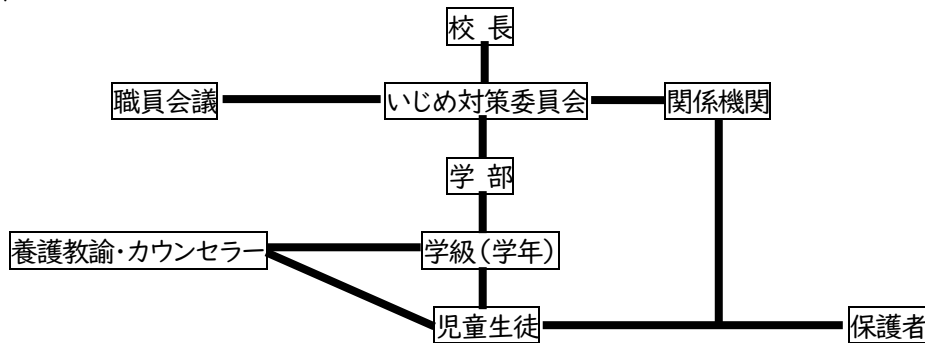 校 長
職員会議
いじめ対策委員会
関係機関
学 部
養護教諭・カウンセラー
学級(学年)
児童生徒
保護者